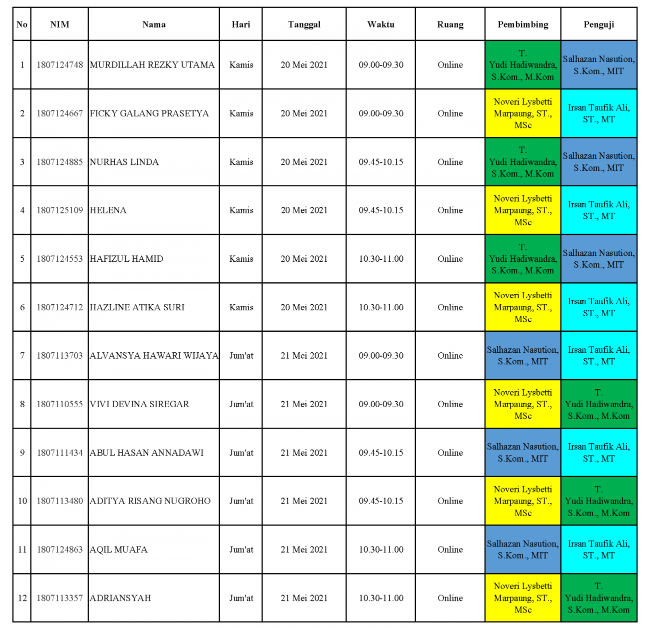 No NIM Nama Hari Tanggal Waktu Ruang Pembimbing Penguji
1 1807124748 MURDILLAH REZKY UTAMA Kamis 20 Mei 2021 09.00-09.30 Online T. Yudi Hadiwandra, S.Kom., M.Kom Salhazan Nasution, S.Kom., MIT
2 1807124667 FICKY GALANG PRASETYA Kamis 20 Mei 2021 09.00-09.30 Online Noveri Lysbetti Marpaung, ST., MSc Irsan Taufik Ali, ST., MT
3 1807124885 NURHAS LINDA Kamis 20 Mei 2021 09.45-10.15 Online T. Yudi Hadiwandra, S.Kom., M.Kom Salhazan Nasution, S.Kom., MIT
4 1807125109 HELENA Kamis 20 Mei 2021 09.45-10.15 Online Noveri Lysbetti Marpaung, ST., MSc Irsan Taufik Ali, ST., MT
5 1807124553 HAFIZUL HAMID Kamis 20 Mei 2021 10.30-11.00 Online T. Yudi Hadiwandra, S.Kom., M.Kom Salhazan Nasution, S.Kom., MIT
6 1807124712 HAZLINE ATIKA SURI Kamis 20 Mei 2021 10.30-11.00 Online Noveri Lysbetti Marpaung, ST., MSc Irsan Taufik Ali, ST., MT
7 1807113703 ALVANSYA HAWARI WIJAYA Jum'at 21 Mei 2021 09.00-09.30 Online Salhazan Nasution, S.Kom., MIT Irsan Taufik Ali, ST., MT
8 1807110555 VIVI DEVINA SIREGAR Jum'at 21 Mei 2021 09.00-09.30 Online Noveri Lysbetti Marpaung, ST., MSc T. Yudi Hadiwandra, S.Kom., M.Kom
9 1807111434 ABUL HASAN ANNADAWI Jum'at 21 Mei 2021 09.45-10.15 Online Salhazan Nasution, S.Kom., MIT Irsan Taufik Ali, ST., MT
10 1807113480 ADITYA RISANG NUGROHO Jum'at 21 Mei 2021 09.45-10.15 Online Noveri Lysbetti Marpaung, ST., MSc T. Yudi Hadiwandra, S.Kom., M.Kom
11 1807124863 AQIL MUAFA Jum'at 21 Mei 2021 10.30-11.00 Online Salhazan Nasution, S.Kom., MIT Irsan Taufik Ali, ST., MT
12 1807113357 ADRIANSYAH Jum'at 21 Mei 2021 10.30-11.00 Online Noveri Lysbetti Marpaung, ST., MSc T. Yudi Hadiwandra, S.Kom., M.Kom